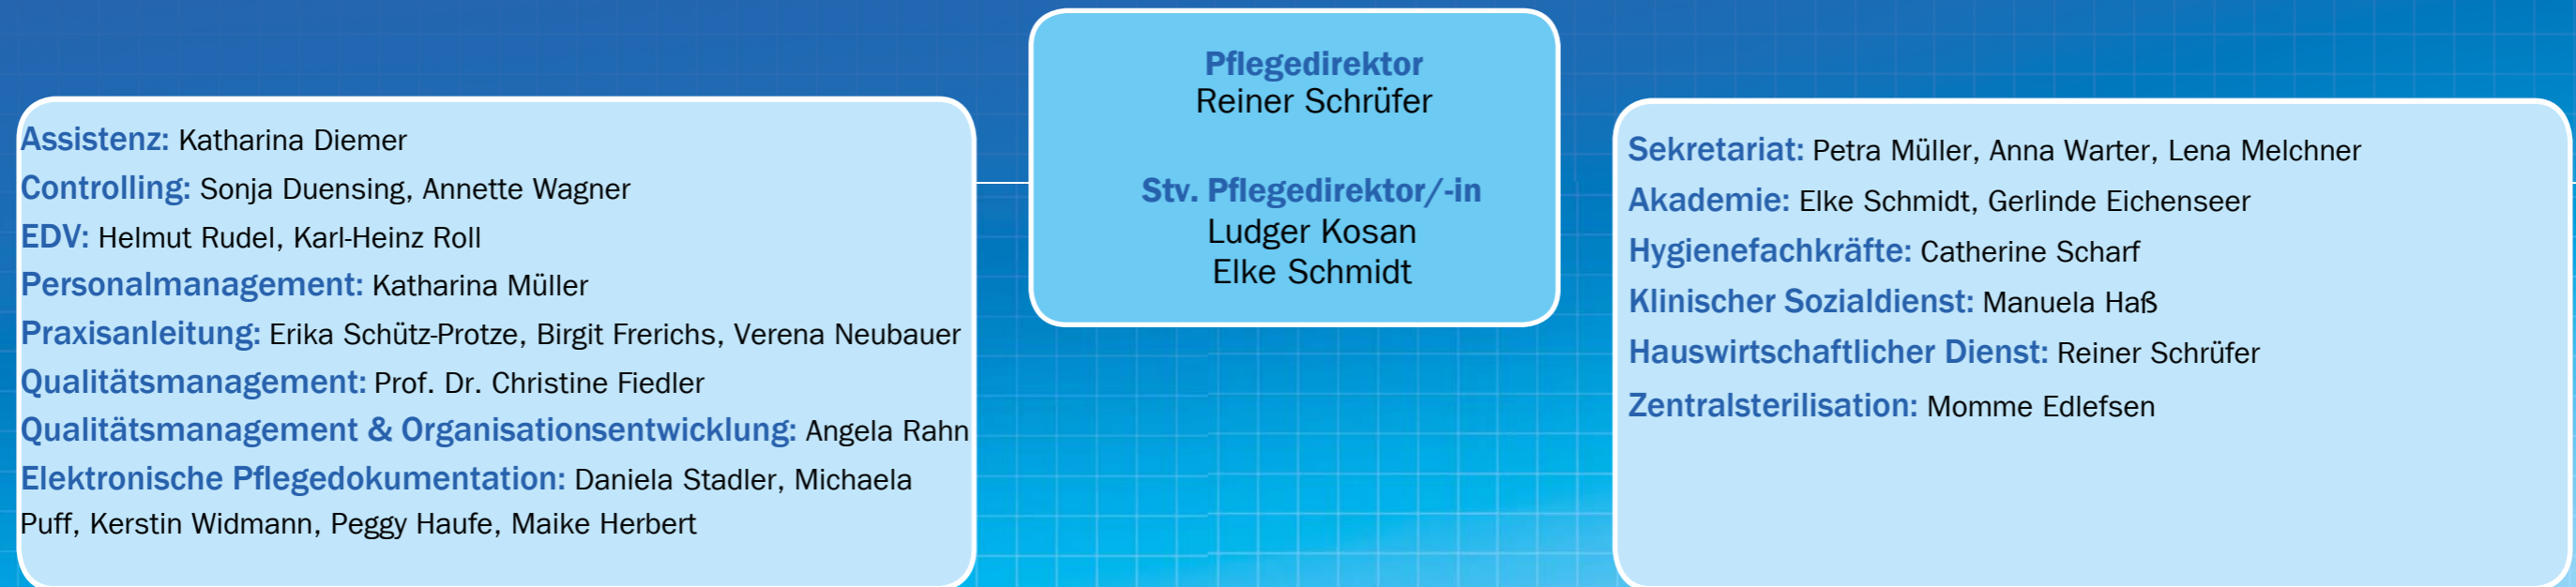 Assistenz: Katharina Diemer
Controlling: Sonja Duensing, Annette Wagner
EDV: Helmut Rudel, Karl-Heinz Roll
Personalmanagement: Katharina Müller
Praxisanleitung: Erika Schütz-Protze, Birgit Frerichs, Verena Neubauer
Qualitätsmanagement: Prof. Dr. Christine Fiedler
Qualitätsmanagement & Organisationsentwicklung: Angela Rahn
Elektronische Pflegedokumentation: Daniela Stadler, Michaela
Puff, Kerstin Widmann, Peggy Haufe, Maike Herbert
Pflegedirektor
Reiner Schrüfer
Stv. Pflegedirektor/-in
Ludger Kosan
Elke Schmidt
Sekretariat: Petra Müller, Anna Warter, Lena Melchner
Akademie: Elke Schmidt, Gerlinde Eichenseer
Hygienefachkräfte: Catherine Scharf
Klinischer Sozialdienst: Manuela Haß
Hauswirtschaftlicher Dienst: Reiner Schrüfer
Zentralsterilisation: Momme Edlefsen